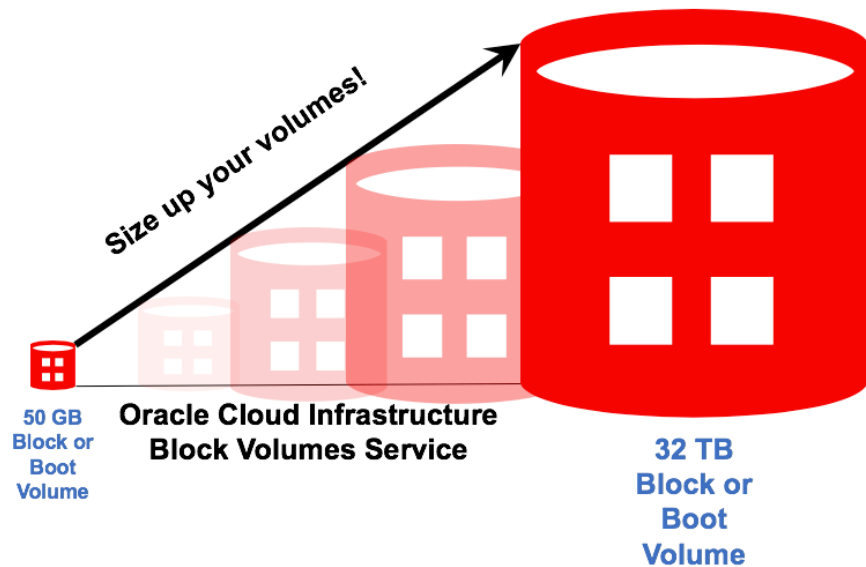 Size up your volumes!
50 GB
Block or
Boot
Volume
Oracle Cloud Infrastructure
Block Volumes Service
32 TB
Block or
Boot
Volume